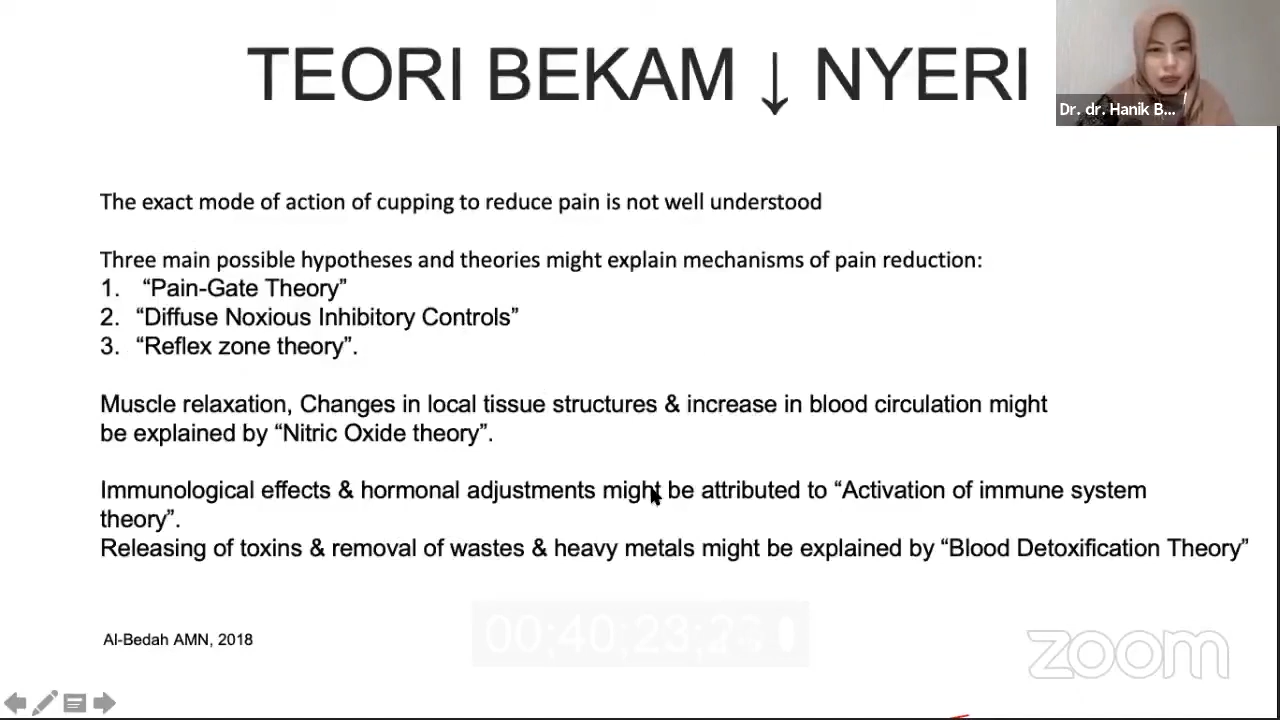 TEORI BEKAM ↓ NYERI
Dr. dr. Hanik B...
The exact mode of action of cupping to reduce pain is not well understood
Three main possible hypotheses and theories might explain mechanisms of pain reduction:
1. “Pain-Gate Theory”
2. “Diffuse Noxious Inhibitory Controls”
3. “Reflex zone theory”.
Muscle relaxation, Changes in local tissue structures & increase in blood circulation might
be explained by “Nitric Oxide theory”.
Immunological effects & hormonal adjustments might be attributed to “Activation of immune system
theory”.
Releasing of toxins & removal of wastes & heavy metals might be explained by “Blood Detoxification Theory”
00;40;23;
Al-Bedah AMN, 2018
zoom